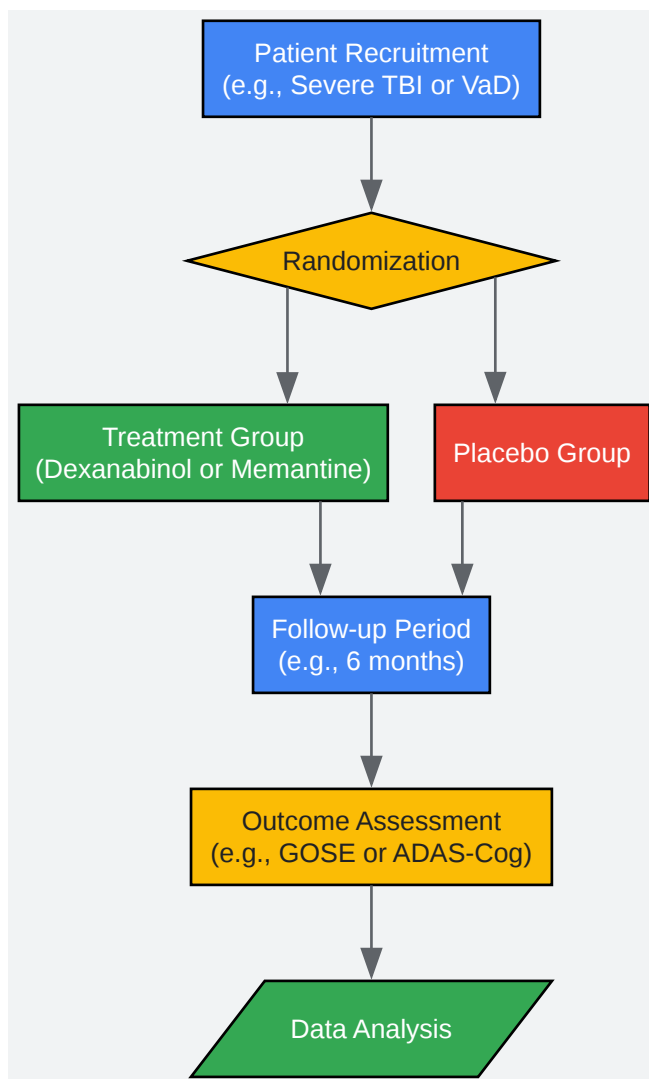 Patient Recruitment
(e.g., Severe TBI or VaD)
Randomization
Treatment Group
(Dexanabinol or Memantine)
Placebo Group
Follow-up Period
(e.g., 6 months)
Outcome Assessment
(e.g., GOSE or ADAS-Cog)
Data Analysis